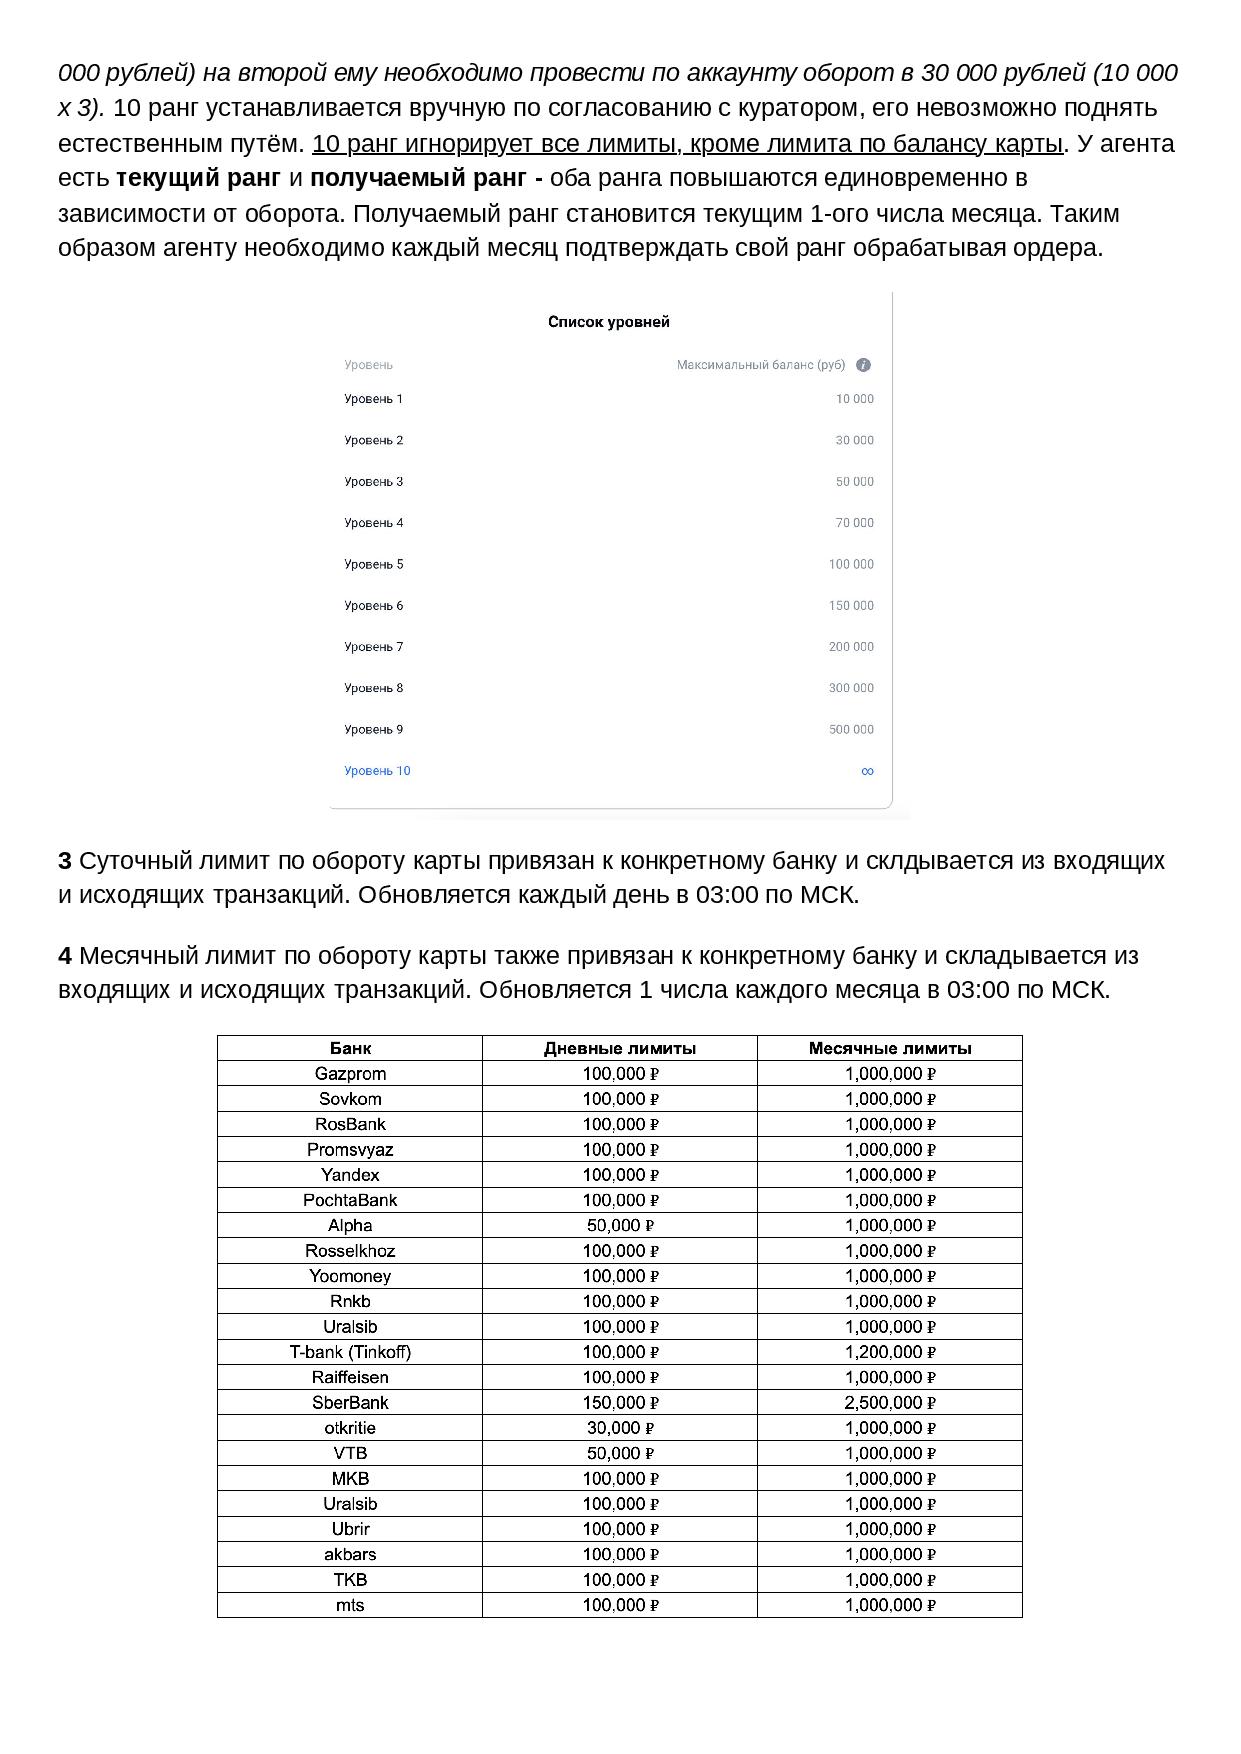 000 рублей) на второй ему необходимо провести по аккаунту оборот в 30 000 рублей (10 000
х 3). 10 ранг устанавливается вручную по согласованию с куратором, его невозможно поднять
естественным путём. 10 ранг игнорирует все лимиты, кроме лимита по балансу карты. У агента
есть текущий ранг и получаемый ранг - оба ранга повышаются единовременно в
зависимости от оборота. Получаемый ранг становится текущим 1-ого числа месяца. Таким
образом агенту необходимо каждый месяц подтверждать свой ранг обрабатывая ордера.
Список уровней
Уровень Максимальный баланс (руб) i
Уровень 1 10 000
Уровень 2 30 000
Уровень 3 50 000
Уровень 4 70 000
Уровень 5 100 000
Уровень 6 150 000
Уровень 7 200 000
Уровень 8 300 000
Уровень 9 500 000
Уровень 10 ∞
3 Суточный лимит по обороту карты привязан к конкретному банку и склдывается из входящих
и исходящих транзакций. Обновляется каждый день в 03:00 по МСК.
4 Месячный лимит по обороту карты также привязан к конкретному банку и складывается из
входящих и исходящих транзакций. Обновляется 1 числа каждого месяца в 03:00 по МСК.
Банк Дневные лимиты Месячные лимиты
Gazprom 100,000 ₽ 1,000,000 ₽
Sovkom 100,000 ₽ 1,000,000 ₽
RosBank 100,000 ₽ 1,000,000 ₽
Promsvyaz 100,000 ₽ 1,000,000 ₽
Yandex 100,000 ₽ 1,000,000 ₽
PochtaBank 100,000 ₽ 1,000,000 ₽
Alpha 50,000 ₽ 1,000,000 ₽
Rosselkhoz 100,000 ₽ 1,000,000 ₽
Yoomoney 100,000 ₽ 1,000,000 ₽
Rnkb 100,000 ₽ 1,000,000 ₽
Uralsib 100,000 ₽ 1,000,000 ₽
T-bank (Tinkoff) 100,000 ₽ 1,200,000 ₽
Raiffeisen 100,000 ₽ 1,000,000 ₽
SberBank 150,000 ₽ 2,500,000 ₽
otkritie 30,000 ₽ 1,000,000 ₽
VTB 50,000 ₽ 1,000,000 ₽
MKB 100,000 ₽ 1,000,000 ₽
Uralsib 100,000 ₽ 1,000,000 ₽
Ubrir 100,000 ₽ 1,000,000 ₽
akbars 100,000 ₽ 1,000,000 ₽
TKB 100,000 ₽ 1,000,000 ₽
mts 100,000 ₽ 1,000,000 ₽